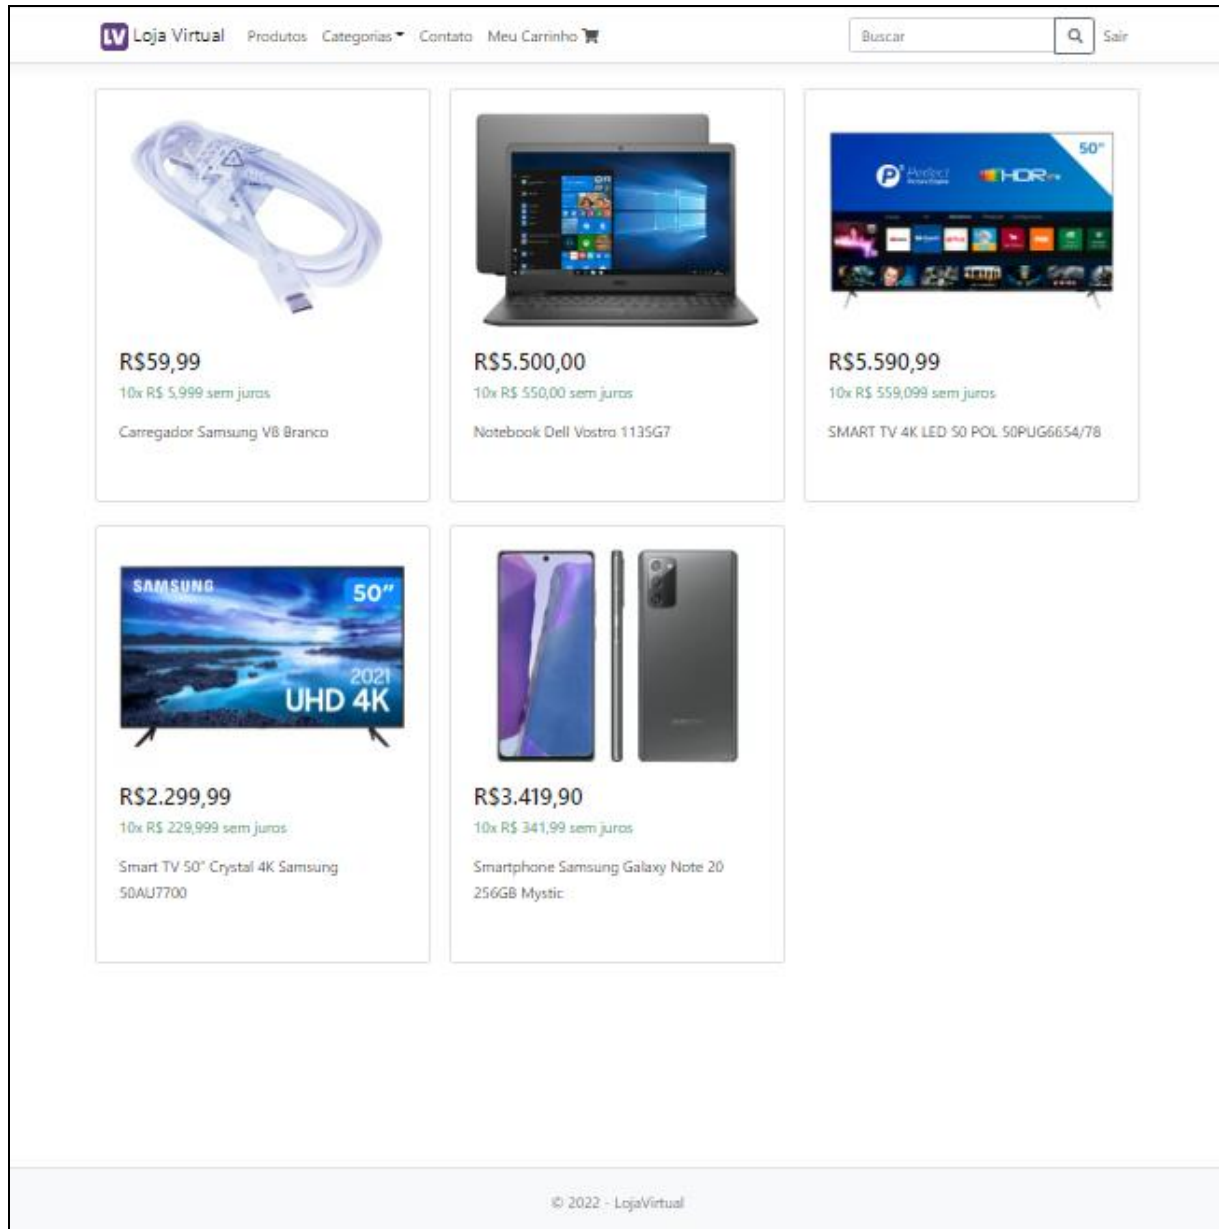 LV Loja Virtual Produtos Categorias Contato Meu Carrinho Buscar Sair
50"
P Perfect
HDR
R$59,99
10x R$ 5,999 sem juros
Carregador Samsung V8 Branco
R$5.500,00
10x R$ 550,00 sem juros
Notebook Dell Vostro 1135G7
R$5.590,99
10x R$ 559,099 sem juros
SMART TV 4K LED 50 POL 50PUG6654/78
SAMSUNG
50"
2021
UHD 4K
R$2.299,99
10x R$ 229,999 sem juros
Smart TV 50" Crystal 4K Samsung
50AU7700
R$3.419,90
10x R$ 341,99 sem juros
Smartphone Samsung Galaxy Note 20
256GB Mystic
© 2022 - LojaVirtual